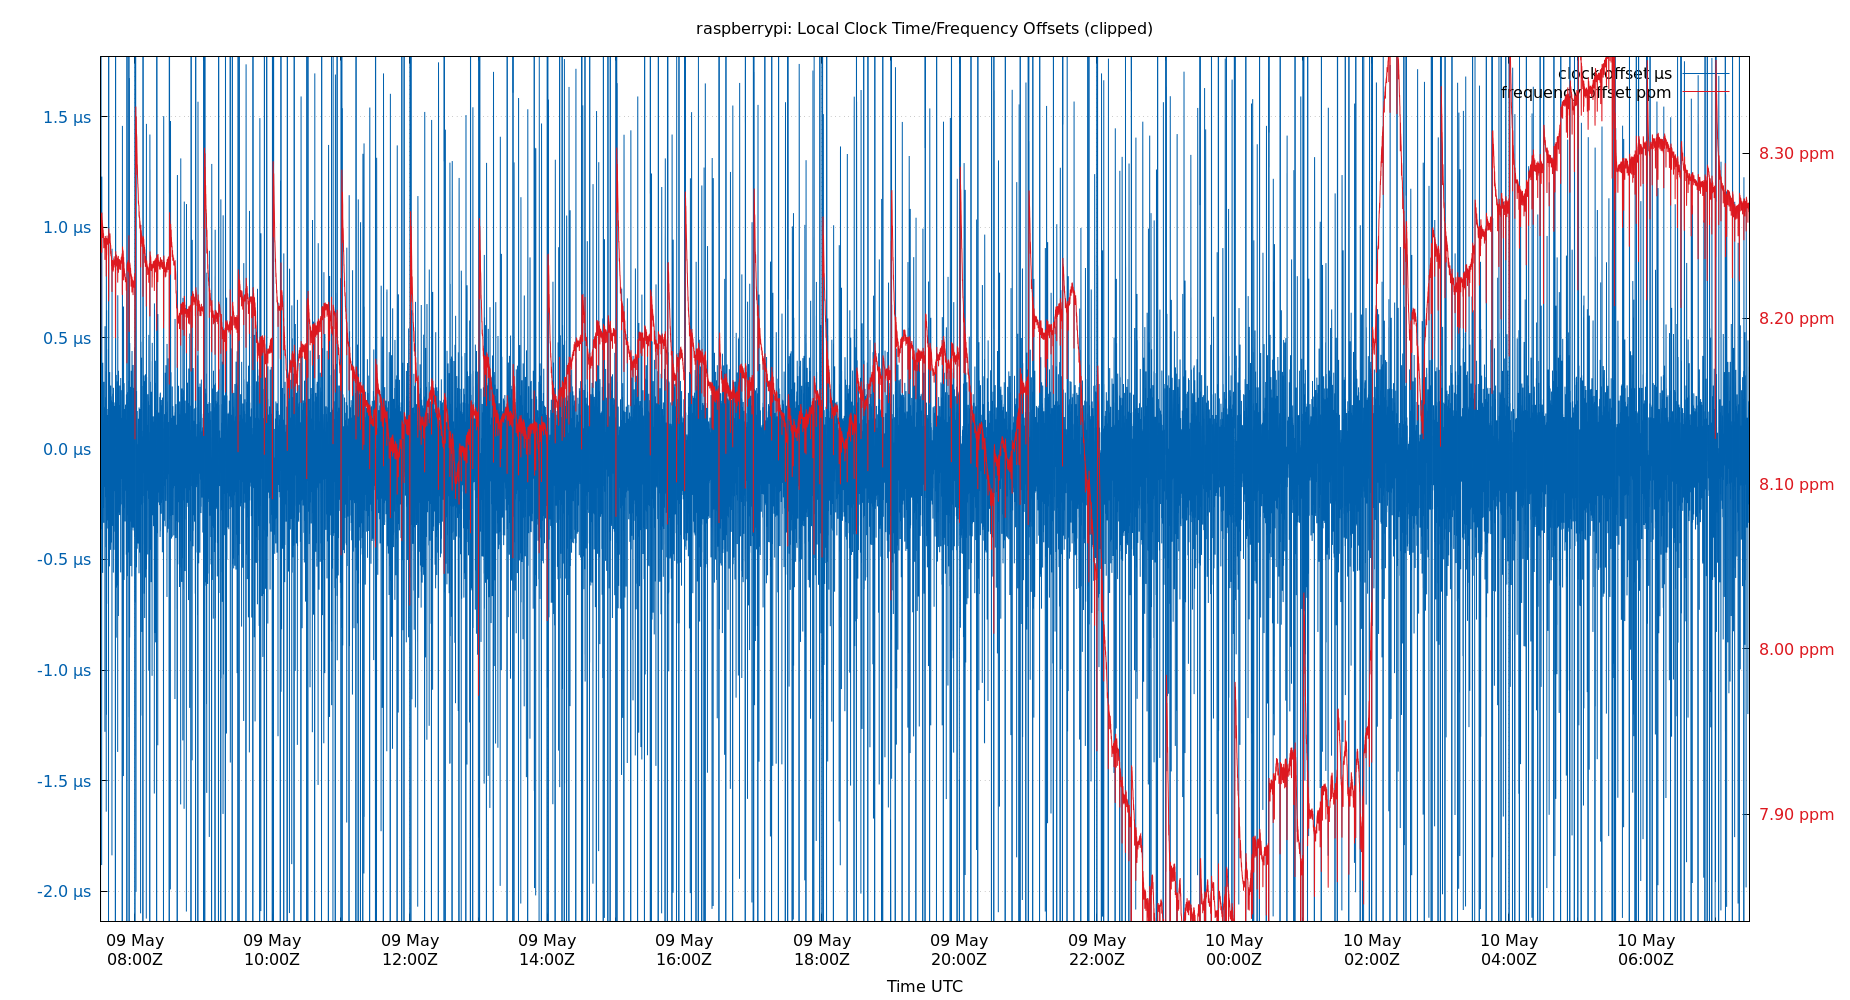 raspberrypi: Local Clock Time/Frequency Offsets (clipped)
clock offset µs
frequency offset ppm
1.5 µs
1.0 µs
0.5 µs
0.0 µs
-0.5 µs
-1.0 µs
-1.5 µs
-2.0 µs
8.30 ppm
8.20 ppm
8.10 ppm
8.00 ppm
7.90 ppm
09 May 09 May 09 May 09 May 09 May 09 May 09 May 09 May 10 May 10 May 10 May 10 May
08:00Z 10:00Z 12:00Z 14:00Z 16:00Z 18:00Z 20:00Z 22:00Z 00:00Z 02:00Z 04:00Z 06:00Z
Time UTC